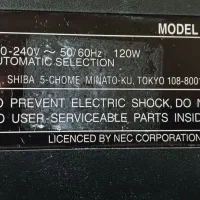 MODEL
0-240V ~ 50/60Hz 120W
AUTOMATIC SELECTION
, SHIBA 5-CHOME MINATO-KU, TOKYO 108-8001
O PREVENT ELECTRIC SHOCK, DO N
O USER-SERVICEABLE PARTS INSID
LICENCED BY NEC CORPORATION